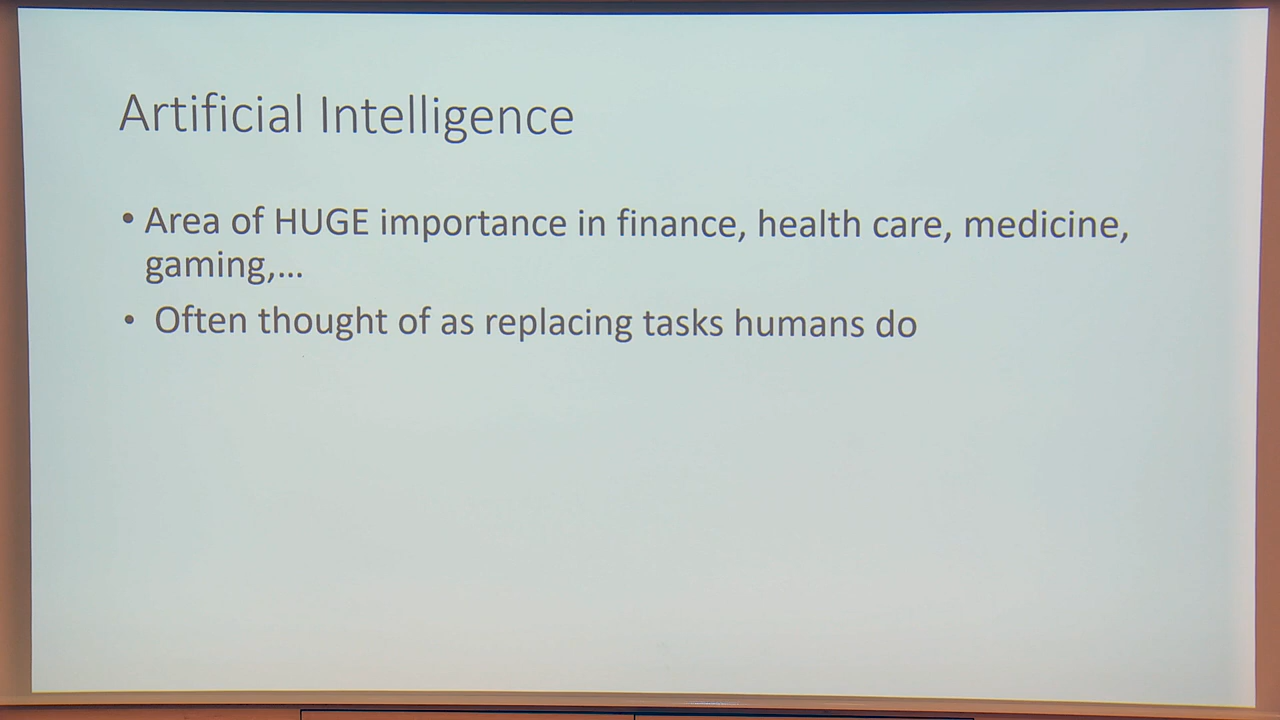 Artificial Intelligence
• Area of HUGE importance in finance, health care, medicine,
gaming,...
• Often thought of as replacing tasks humans do